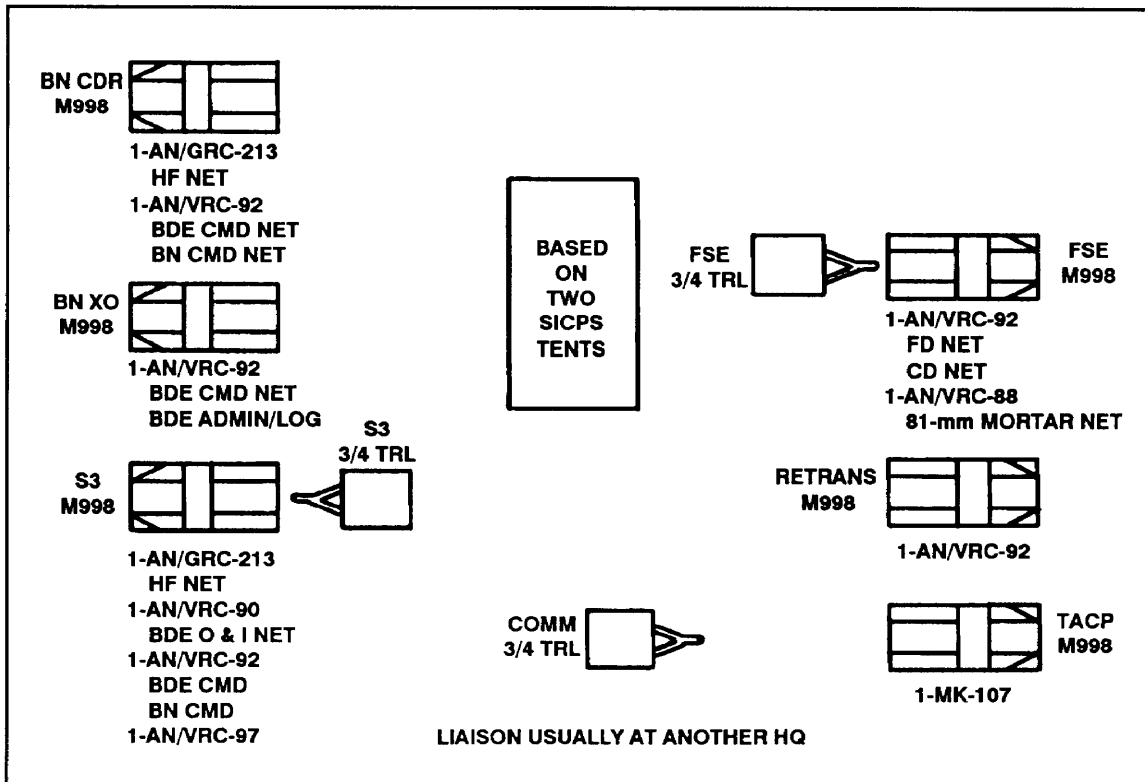 BN CDR
M998
1-AN/GRC-213
HF NET
1-AN/VRC-92
BDE CMD NET
BN CMD NET
BN XO
M998
1-AN/VRC-92
BDE CMD NET
BDE ADMIN/LOG
S3
M998
S3
3/4 TRL
1-AN/GRC-213
HF NET
1-AN/VRC-90
BDE O & I NET
1-AN/VRC-92
BDE CMD
BN CMD
1-AN/VRC-97
BASED
ON
TWO
SICPS
TENTS
FSE
3/4 TRL
FSE
M998
1-AN/VRC-92
FD NET
CD NET
1-AN/VRC-88
81-mm MORTAR NET
RETRANS
M998
1-AN/VRC-92
COMM
3/4 TRL
TACP
M998
1-MK-107
LIAISON USUALLY AT ANOTHER HQ